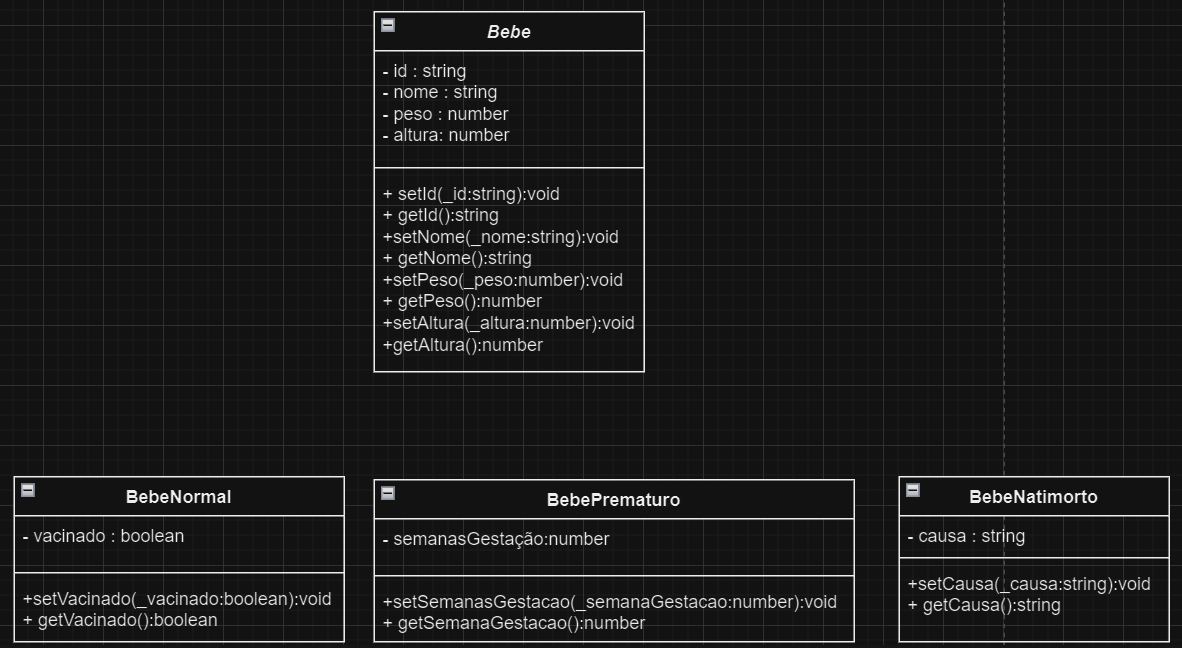 Bebe
- id : string
- nome : string
- peso : number
- altura: number
+ setId(_id:string):void
+ getId():string
+setNome(_nome:string):void
+ getNome():string
+setPeso(_peso:number):void
+ getPeso():number
+setAltura(_altura:number):void
+getAltura():number
BebeNormal
- vacinado : boolean
+setVacinado(_vacinado:boolean):void
+ getVacinado():boolean
BebePrematuro
- semanasGestação:number
+setSemanasGestacao(_semanaGestacao:number):void
+ getSemanaGestacao():number
BebeNatimorto
- causa : string
+setCausa(_causa:string):void
+ getCausa():string